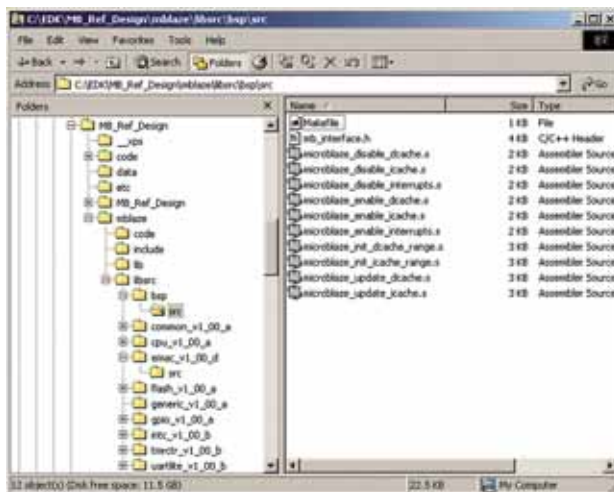 C:\EDK\MB_Ref_Design\mblaze\libsrc\bsp\src
File Edit View Favorites Tools Help
Back Search Folders
Address C:\EDK\MB_Ref_Design\mblaze\libsrc\bsp\src Go
Folders
MB_Ref_Design
__xps
code
data
etc
MB_Ref_Design
mblaze
code
include
lib
libsrc
bsp
src
common_v1_00_a
cpu_v1_00_a
emac_v1_00_d
src
flash_v1_00_a
generic_v1_00_a
gpio_v1_00_a
intc_v1_00_b
tmrctr_v1_00_b
uartlite_v1_00_b
Name Size Type
Makefile 1 KB File
mb_interface.h 4 KB C/C++ Header
microblaze_disable_dcache.s 2 KB Assembler Source
microblaze_disable_icache.s 2 KB Assembler Source
microblaze_disable_interrupts.s 2 KB Assembler Source
microblaze_enable_dcache.s 2 KB Assembler Source
microblaze_enable_icache.s 2 KB Assembler Source
microblaze_enable_interrupts.s 2 KB Assembler Source
microblaze_init_dcache_range.s 3 KB Assembler Source
microblaze_init_icache_range.s 3 KB Assembler Source
microblaze_update_dcache.s 3 KB Assembler Source
microblaze_update_icache.s 3 KB Assembler Source
12 object(s) (Disk free space: 11.5 GB) 22.5 KB My Computer